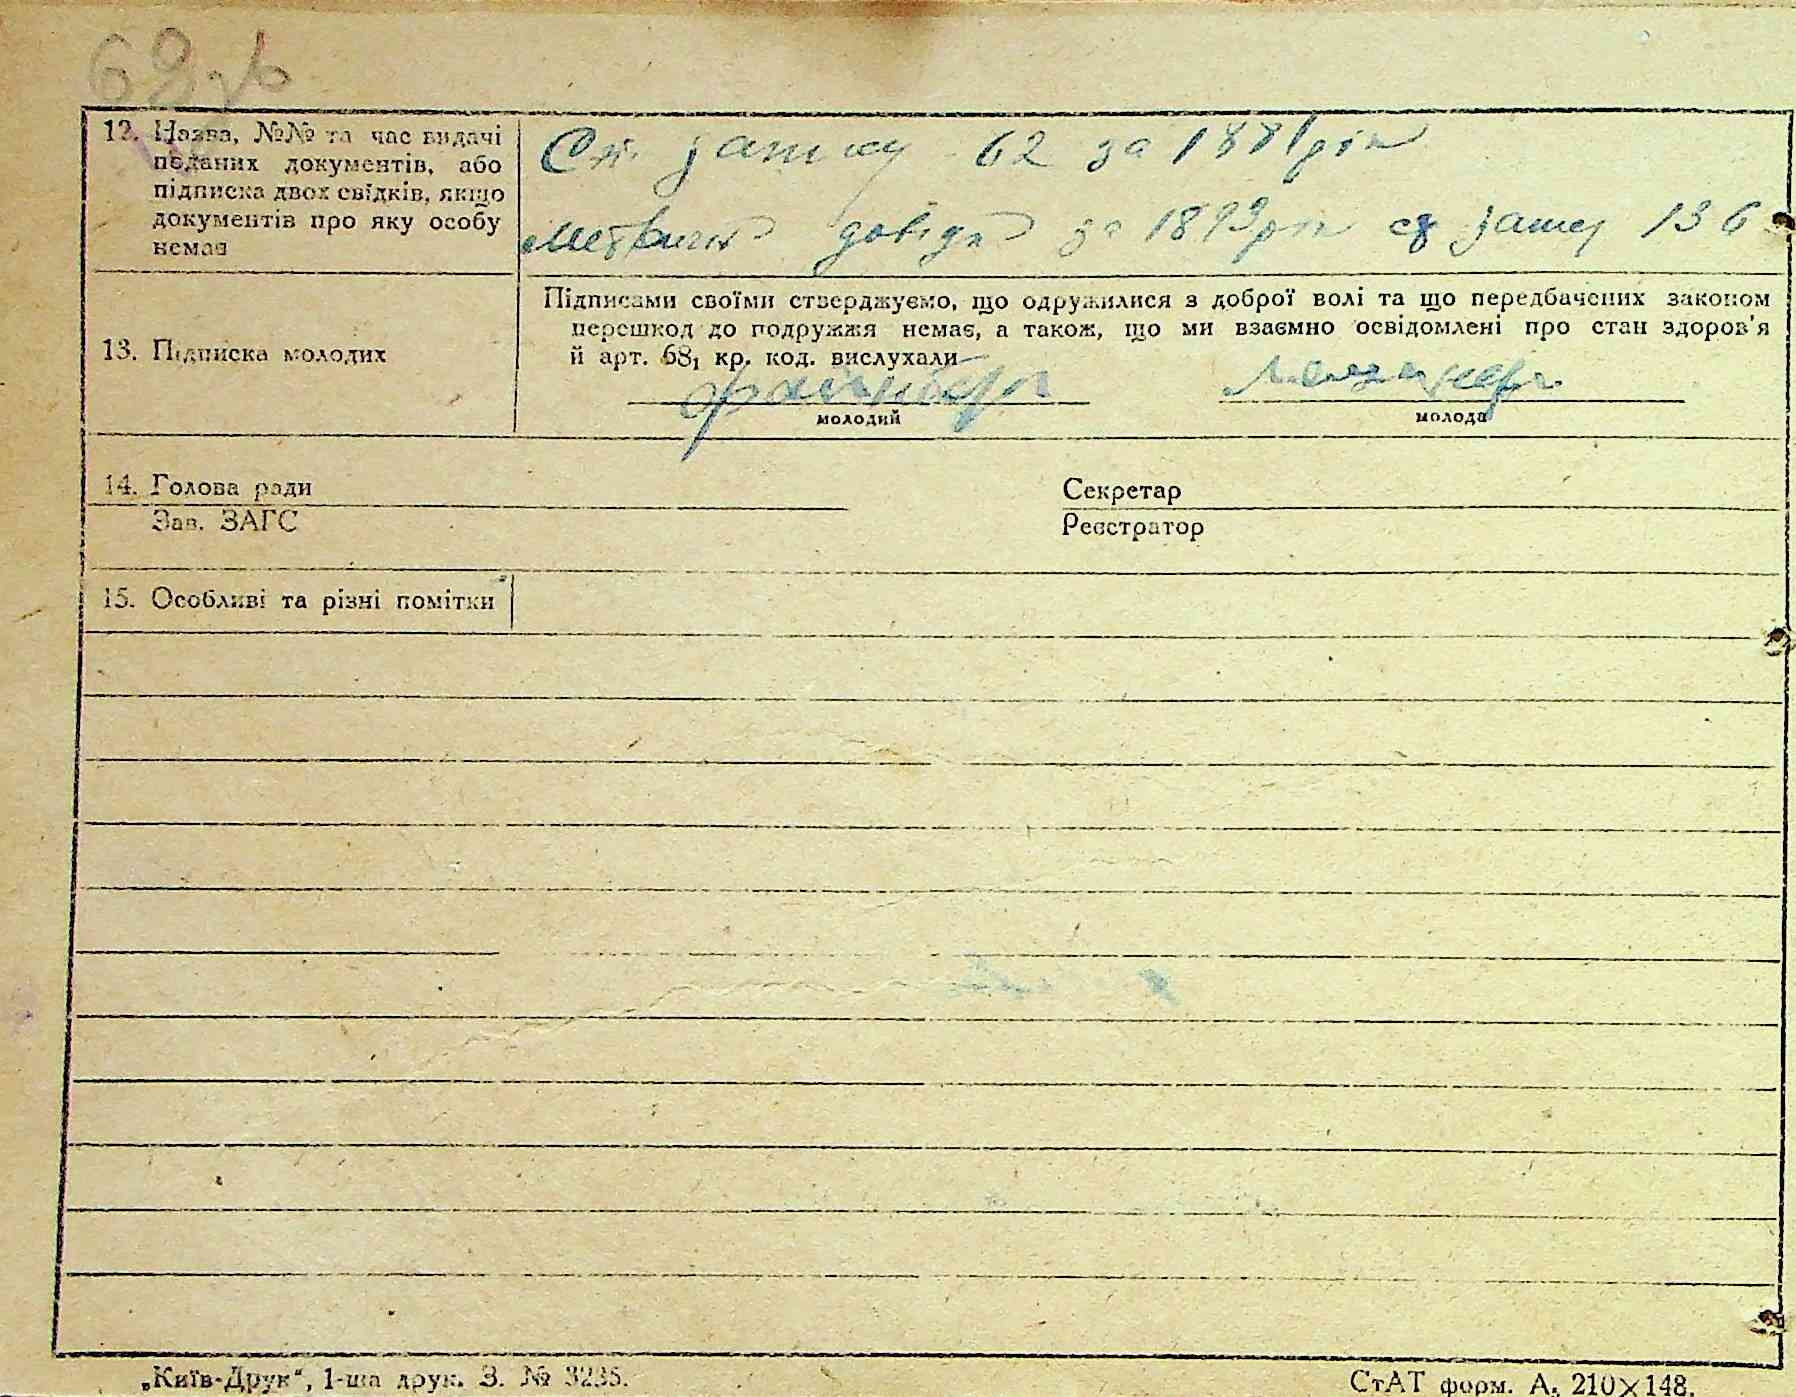 68 зв
12. Назва, №№ та час видачі
поданих документів, або
підписка двох свідків, якщо
документів про яку особу
немає
Ст. запису 62 за 1881 рік
Метрична довідка за 1893 рік ст запису 136
13. Підписка молодих
Підписами своїми стверджуємо, що одружилися з доброї волі та що передбачених законом
перешкод до подружжя немає, а також, що ми взаємно освідомлені про стан здоров'я
й арт. 68₁ кр. код. вислухали
Файнберг
молодий
молода
14. Голова ради
Секретар
Зав. ЗАГС
Реєстратор
15. Особливі та різні помітки
„Київ-Друк“, 1-ша друк. З. № 3235.
СтАТ форм. А₅ 210×148.